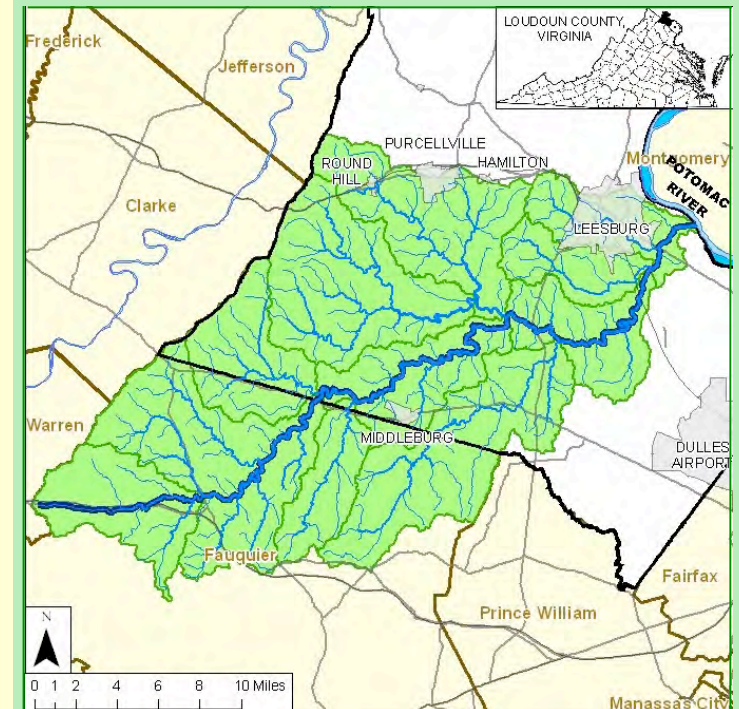 LOUDOUN COUNTY,
VIRGINIA
Frederick
Jefferson
PURCELLVILLE
ROUND
HILL
HAMILTON
Montgomery
POTOMAC
RIVER
Clarke
LEESBURG
Warren
MIDDLEBURG
DULLES
AIRPORT
Fauquier
Fairfax
Prince William
N
0 1 2 4 6 8 10 Miles
Manassas City